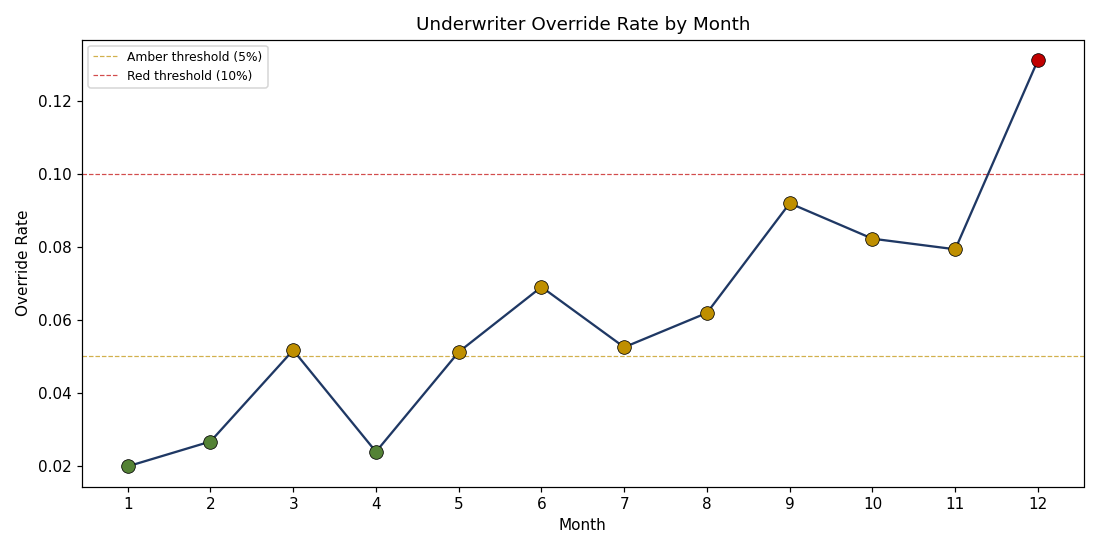 Underwriter Override Rate by Month
Amber threshold (5%)
Red threshold (10%)
Override Rate
0.12
0.10
0.08
0.06
0.04
0.02
1 2 3 4 5 6 7 8 9 10 11 12
Month